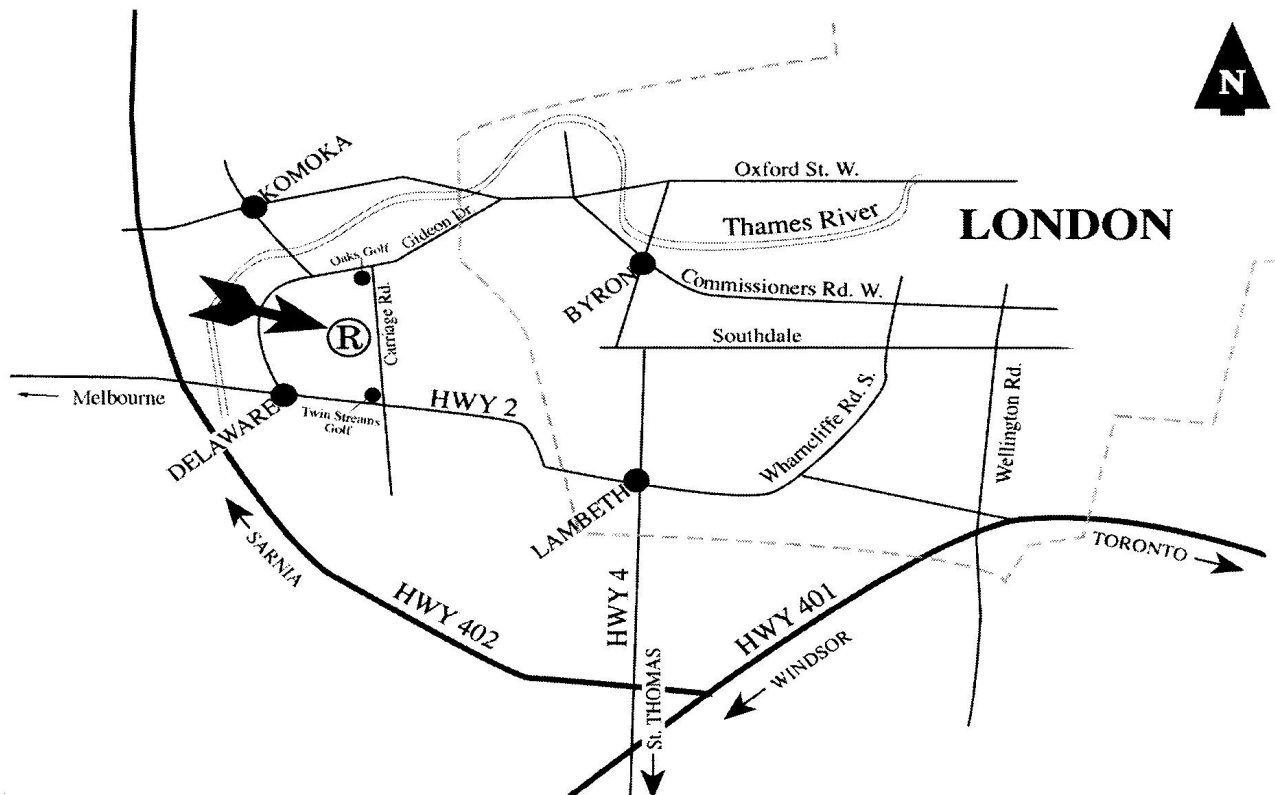 N
KOMOKA
Oxford St. W.
Thames River
LONDON
Gideon Dr
Oaks Golf
BYRON
Commissioners Rd. W.
R
Carriage Rd.
Southdale
Melbourne
HWY 2
Twin Streams
Golf
DELAWARE
Wharncliffe Rd. S.
Wellington Rd.
LAMBETH
SARNIA
TORONTO
HWY 402
HWY 4
HWY 401
WINDSOR
St. THOMAS